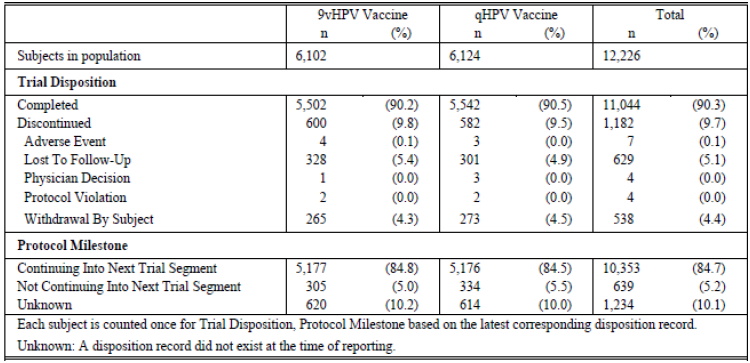 9vHPV Vaccine qHPV Vaccine Total
n (%) n (%) n (%)
Subjects in population 6,102 6,124 12,226
Trial Disposition
Completed 5,502 (90.2) 5,542 (90.5) 11,044 (90.3)
Discontinued 600 (9.8) 582 (9.5) 1,182 (9.7)
Adverse Event 4 (0.1) 3 (0.0) 7 (0.1)
Lost To Follow-Up 328 (5.4) 301 (4.9) 629 (5.1)
Physician Decision 1 (0.0) 3 (0.0) 4 (0.0)
Protocol Violation 2 (0.0) 2 (0.0) 4 (0.0)
Withdrawal By Subject 265 (4.3) 273 (4.5) 538 (4.4)
Protocol Milestone
Continuing Into Next Trial Segment 5,177 (84.8) 5,176 (84.5) 10,353 (84.7)
Not Continuing Into Next Trial Segment 305 (5.0) 334 (5.5) 639 (5.2)
Unknown 620 (10.2) 614 (10.0) 1,234 (10.1)
Each subject is counted once for Trial Disposition, Protocol Milestone based on the latest corresponding disposition record.
Unknown: A disposition record did not exist at the time of reporting.